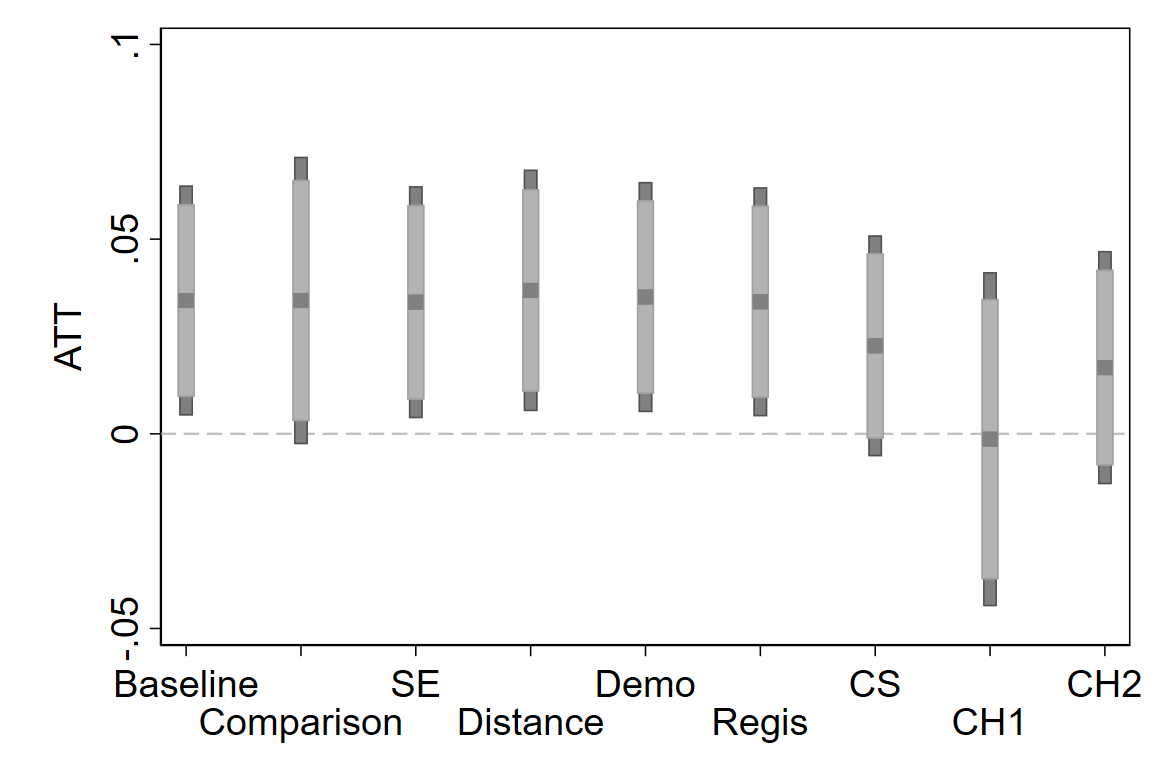 .1
.05
0
-.05
ATT
Baseline SE Demo CS CH2
Comparison Distance Regis CH1